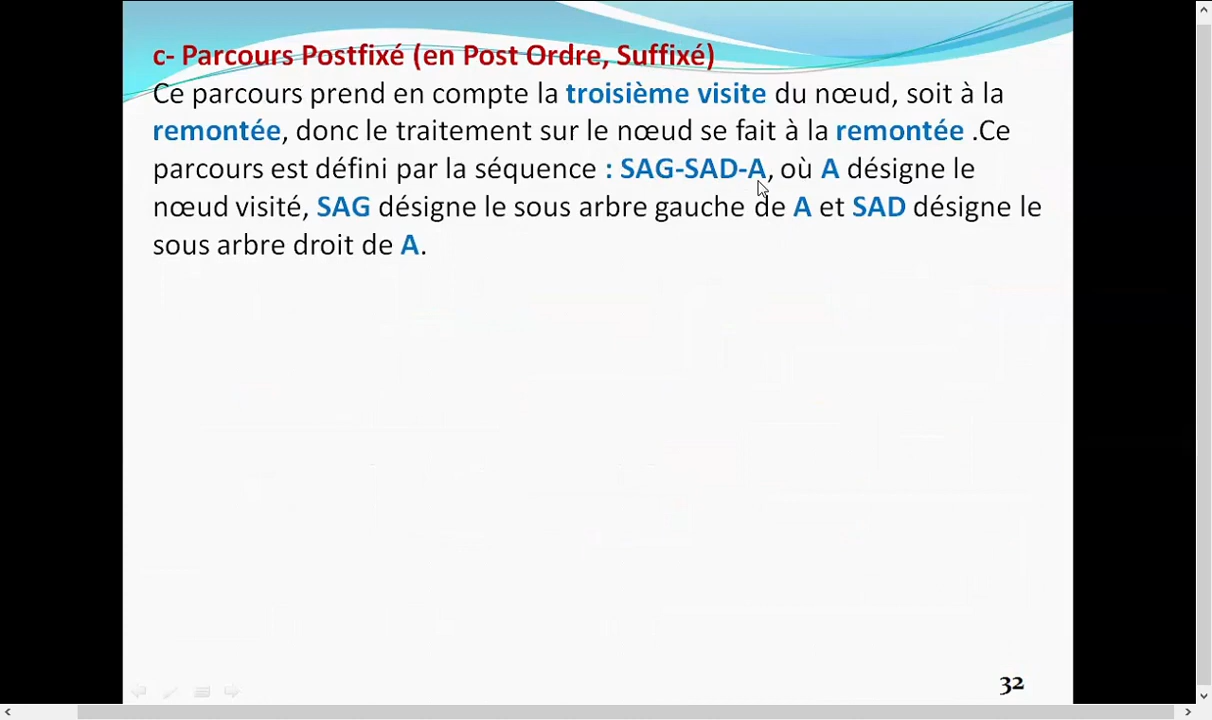 c- Parcours Postfixé (en Post Ordre, Suffixé)
Ce parcours prend en compte la troisième visite du nœud, soit à la
remontée, donc le traitement sur le nœud se fait à la remontée .Ce
parcours est défini par la séquence : SAG-SAD-A, où A désigne le
nœud visité, SAG désigne le sous arbre gauche de A et SAD désigne le
sous arbre droit de A.
32